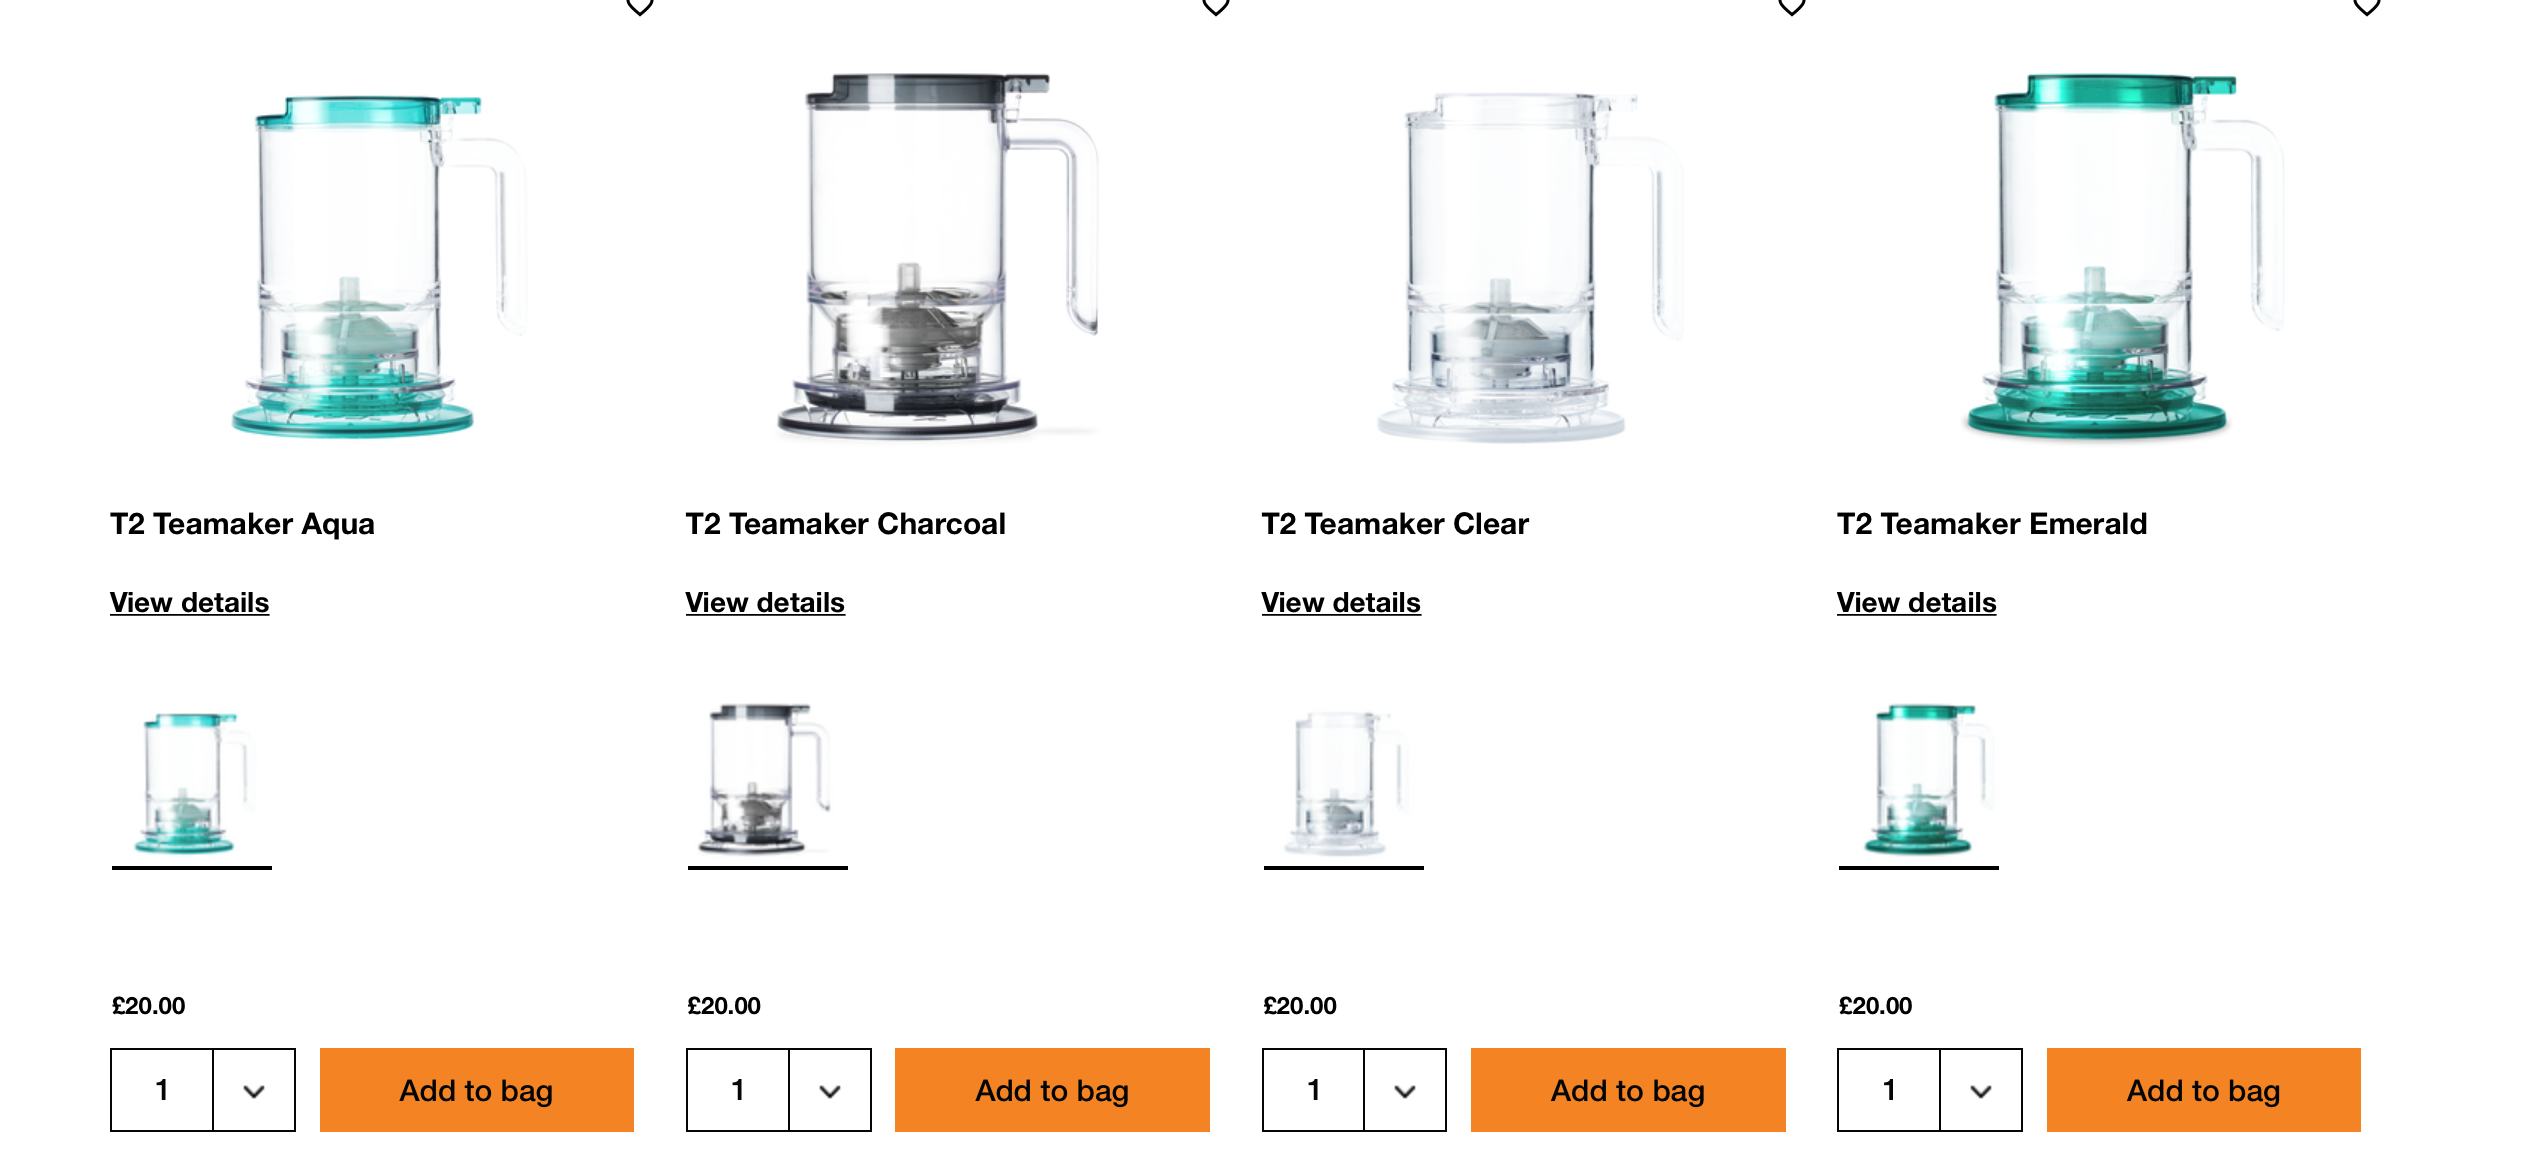 T2 Teamaker Aqua
View details
£20.00
1
Add to bag
T2 Teamaker Charcoal
View details
£20.00
1
Add to bag
T2 Teamaker Clear
View details
£20.00
1
Add to bag
T2 Teamaker Emerald
View details
£20.00
1
Add to bag